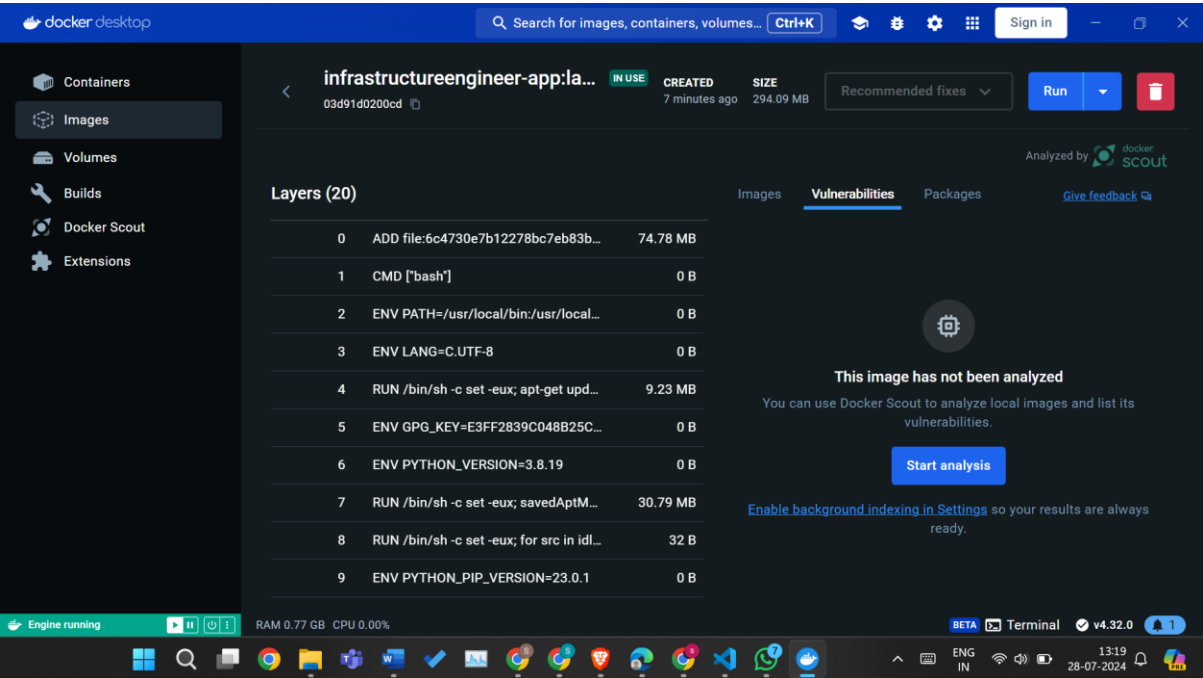 docker desktop
Search for images, containers, volumes... Ctrl+K
Sign in
Containers
Images
Volumes
Builds
Docker Scout
Extensions
infrastructureengineer-app:la... IN USE
03d91d0200cd
CREATED
7 minutes ago
SIZE
294.09 MB
Recommended fixes
Run
Analyzed by docker scout
Layers (20)
0 ADD file:6c4730e7b12278bc7eb83b... 74.78 MB
1 CMD ["bash"] 0 B
2 ENV PATH=/usr/local/bin:/usr/local... 0 B
3 ENV LANG=C.UTF-8 0 B
4 RUN /bin/sh -c set -eux; apt-get upd... 9.23 MB
5 ENV GPG_KEY=E3FF2839C048B25C... 0 B
6 ENV PYTHON_VERSION=3.8.19 0 B
7 RUN /bin/sh -c set -eux; savedAptM... 30.79 MB
8 RUN /bin/sh -c set -eux; for src in idl... 32 B
9 ENV PYTHON_PIP_VERSION=23.0.1 0 B
Images Vulnerabilities Packages
Give feedback
This image has not been analyzed
You can use Docker Scout to analyze local images and list its
vulnerabilities.
Start analysis
Enable background indexing in Settings so your results are always
ready.
Engine running
RAM 0.77 GB CPU 0.00%
BETA Terminal v4.32.0 1
ENG
IN
13:19
28-07-2024